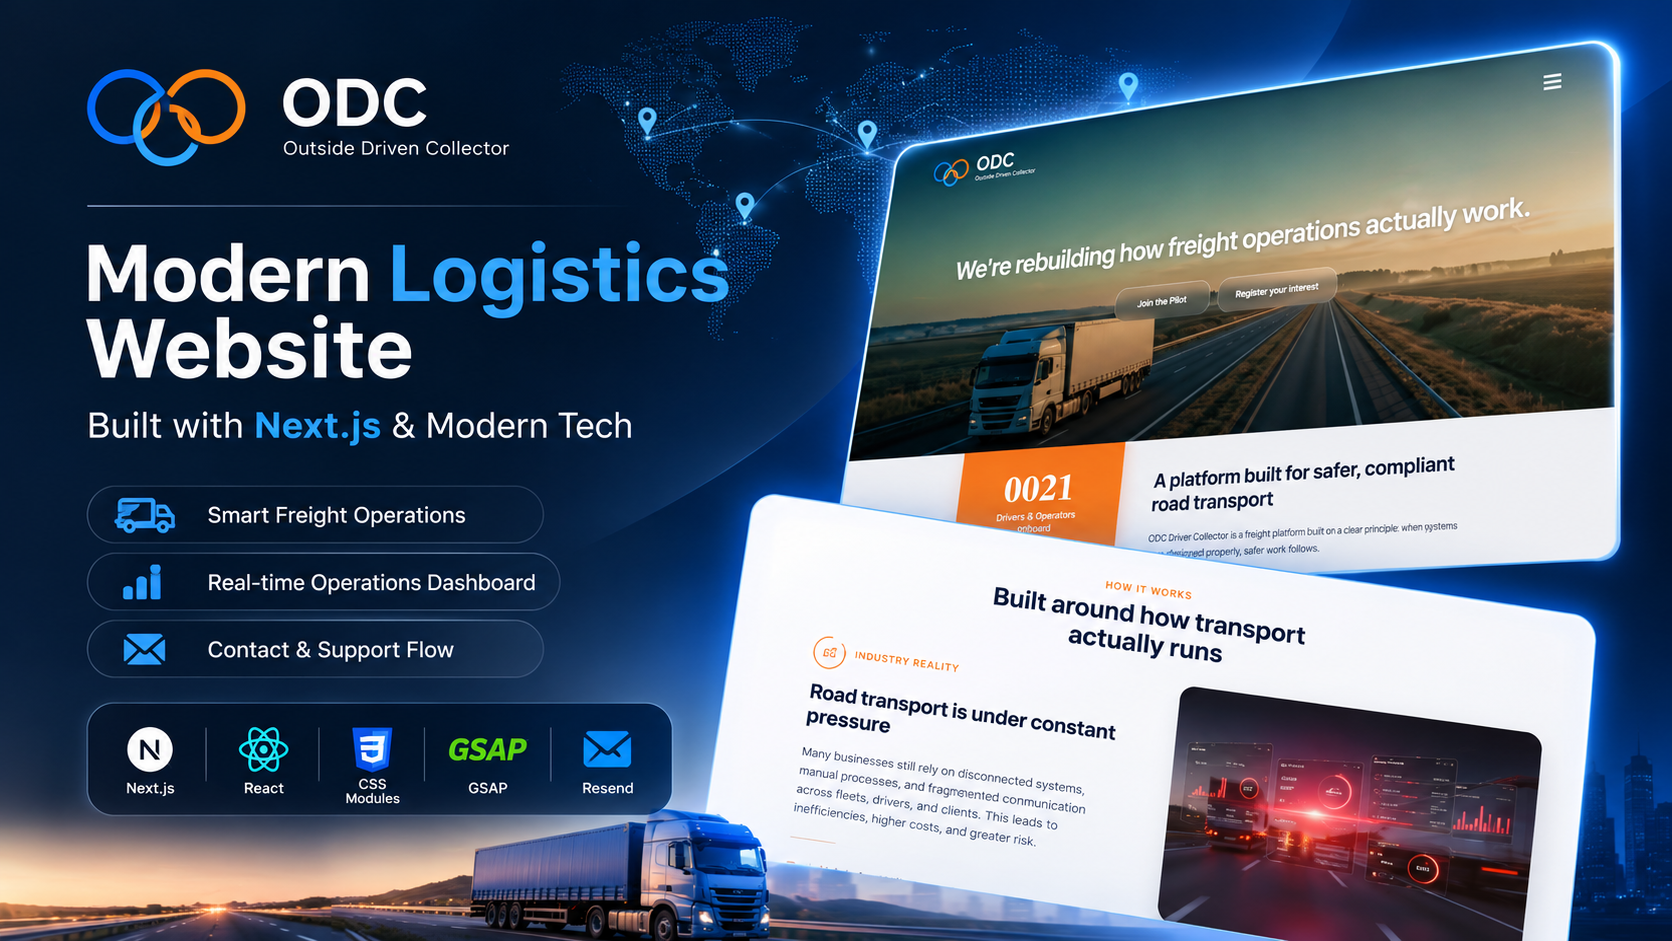 ODC
Outside Driven Collector
Modern Logistics
Website
Built with Next.js & Modern Tech
Smart Freight Operations
Real-time Operations Dashboard
Contact & Support Flow
N
Next.js
React
3
CSS
Modules
GSAP
GSAP
Resend
ODC
Outside Driven Collector
We're rebuilding how freight operations actually work.
Join the Pilot
Register your interest
0021
Drivers & Operators
onboard
A platform built for safer, compliant
road transport
ODC Driver Collector is a freight platform built on a clear principle: when systems
designed properly, safer work follows.
HOW IT WORKS
Built around how transport
actually runs
INDUSTRY REALITY
Road transport is under constant
pressure
Many businesses still rely on disconnected systems,
manual processes, and fragmented communication
across fleets, drivers, and clients. This leads to
inefficiencies, higher costs, and greater risk.